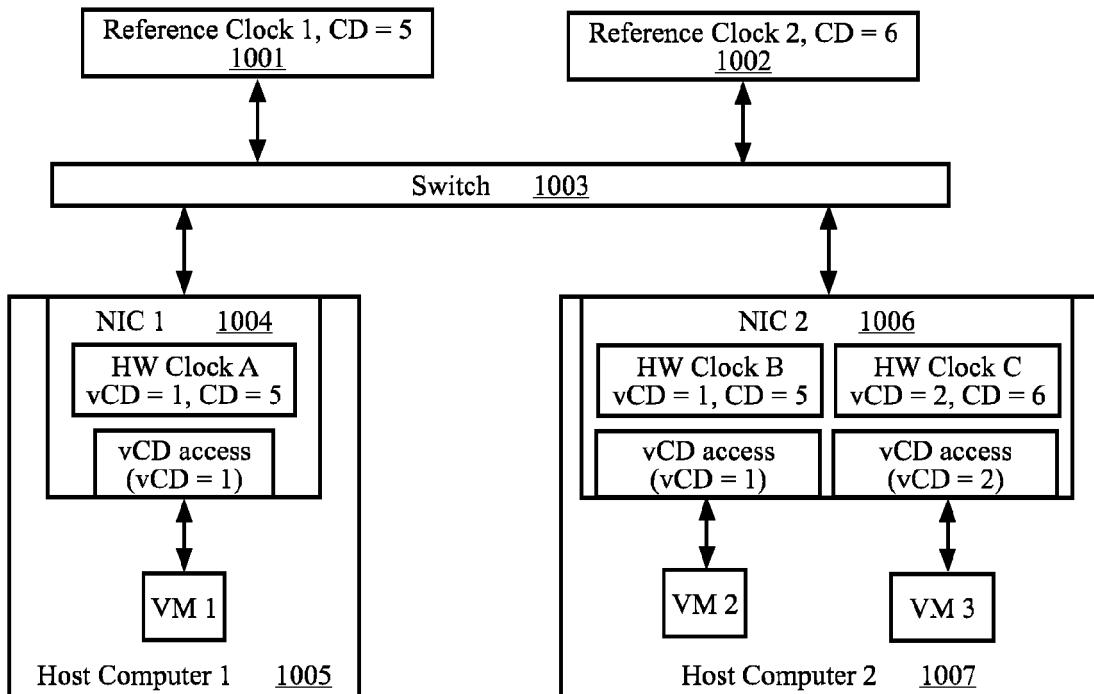 Reference Clock 1, CD = 5
1001
Reference Clock 2, CD = 6
1002
Switch 1003
NIC 1 1004
HW Clock A
vCD = 1, CD = 5
vCD access
(vCD = 1)
VM 1
Host Computer 1 1005
NIC 2 1006
HW Clock B
vCD = 1, CD = 5
HW Clock C
vCD = 2, CD = 6
vCD access
(vCD = 1)
vCD access
(vCD = 2)
VM 2
VM 3
Host Computer 2 1007